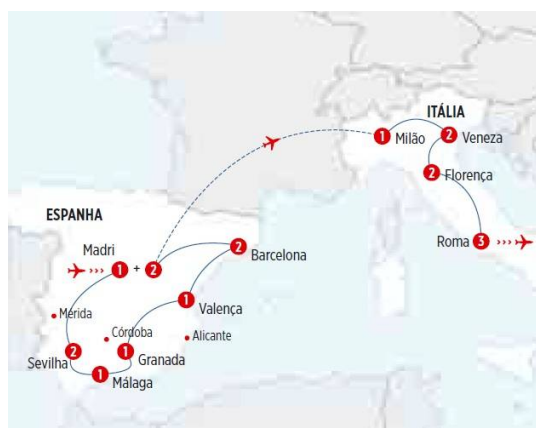 ITÁLIA
1 Milão
2 Veneza
2 Florença
ESPANHA
Roma 3
Madri
1 + 2
2 Barcelona
1 Valença
Mérida
Córdoba
Alicante
Sevilha 2
1 Granada
1
Málaga